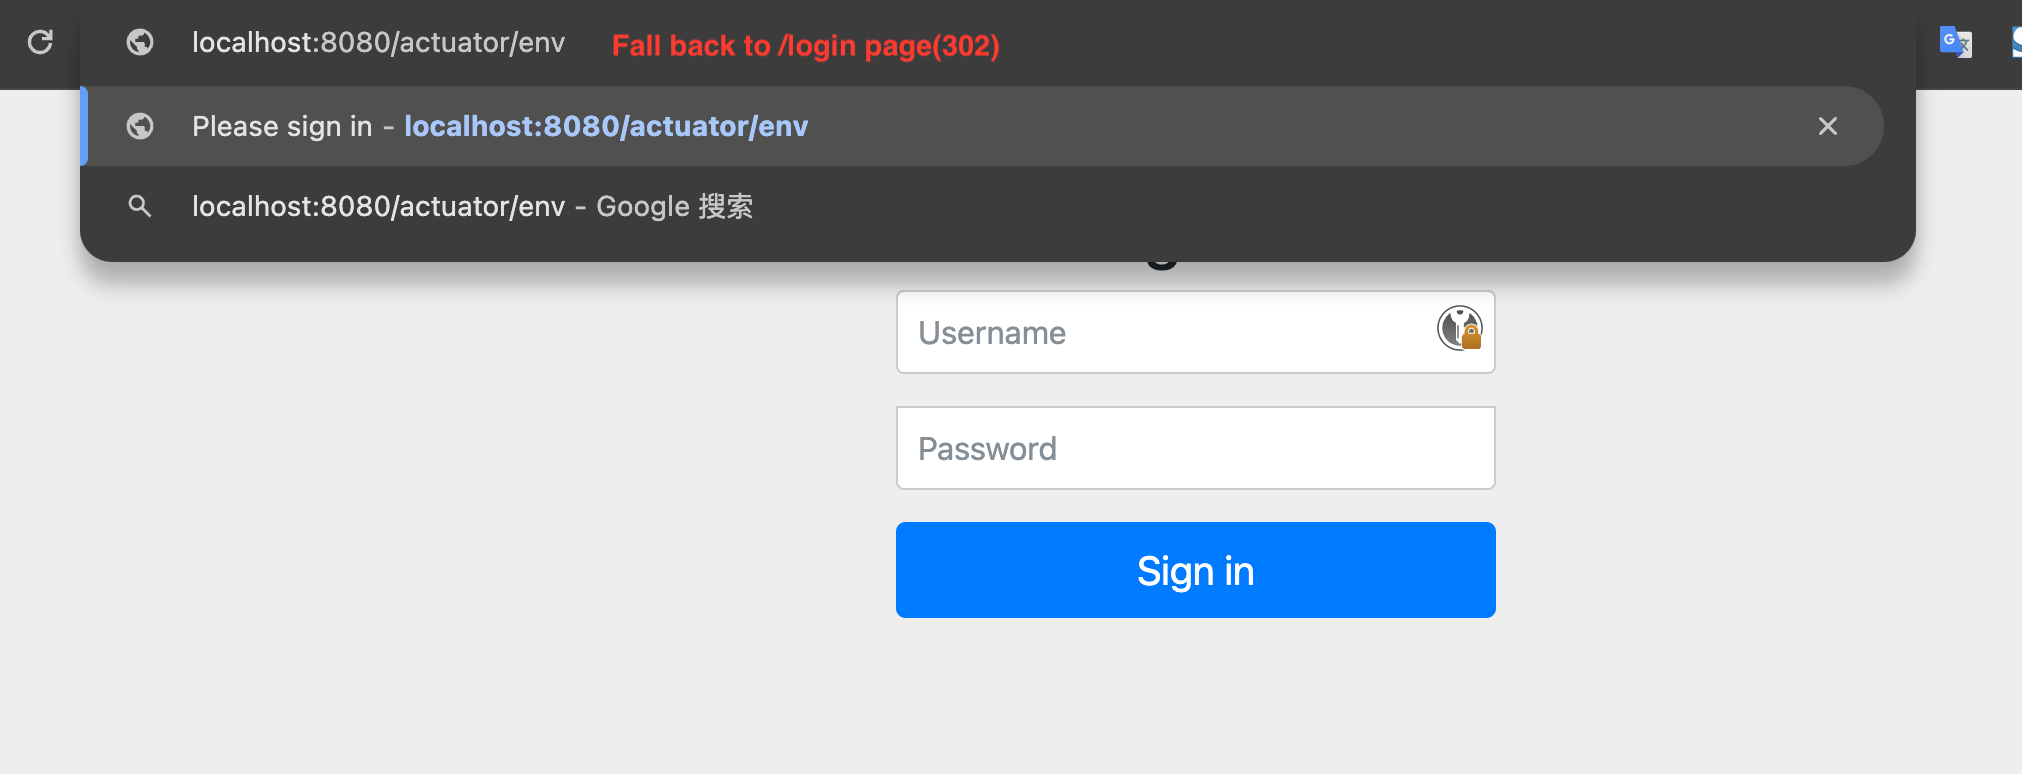 localhost:8080/actuator/env Fall back to /login page(302)
Please sign in - localhost:8080/actuator/env
localhost:8080/actuator/env - Google 搜索
Username
Password
Sign in